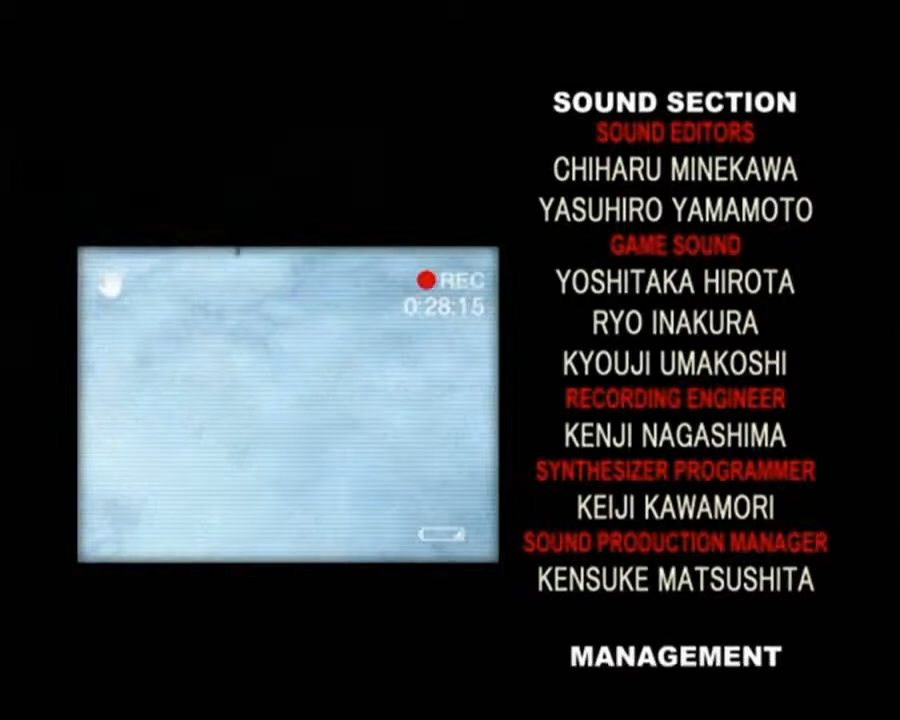 SOUND SECTION
SOUND EDITORS
CHIHARU MINEKAWA
YASUHIRO YAMAMOTO
GAME SOUND
YOSHITAKA HIROTA
RYO INAKURA
KYOUJI UMAKOSHI
RECORDING ENGINEER
KENJI NAGASHIMA
SYNTHESIZER PROGRAMMER
KEIJI KAWAMORI
SOUND PRODUCTION MANAGER
KENSUKE MATSUSHITA
MANAGEMENT
REC
0:28:15